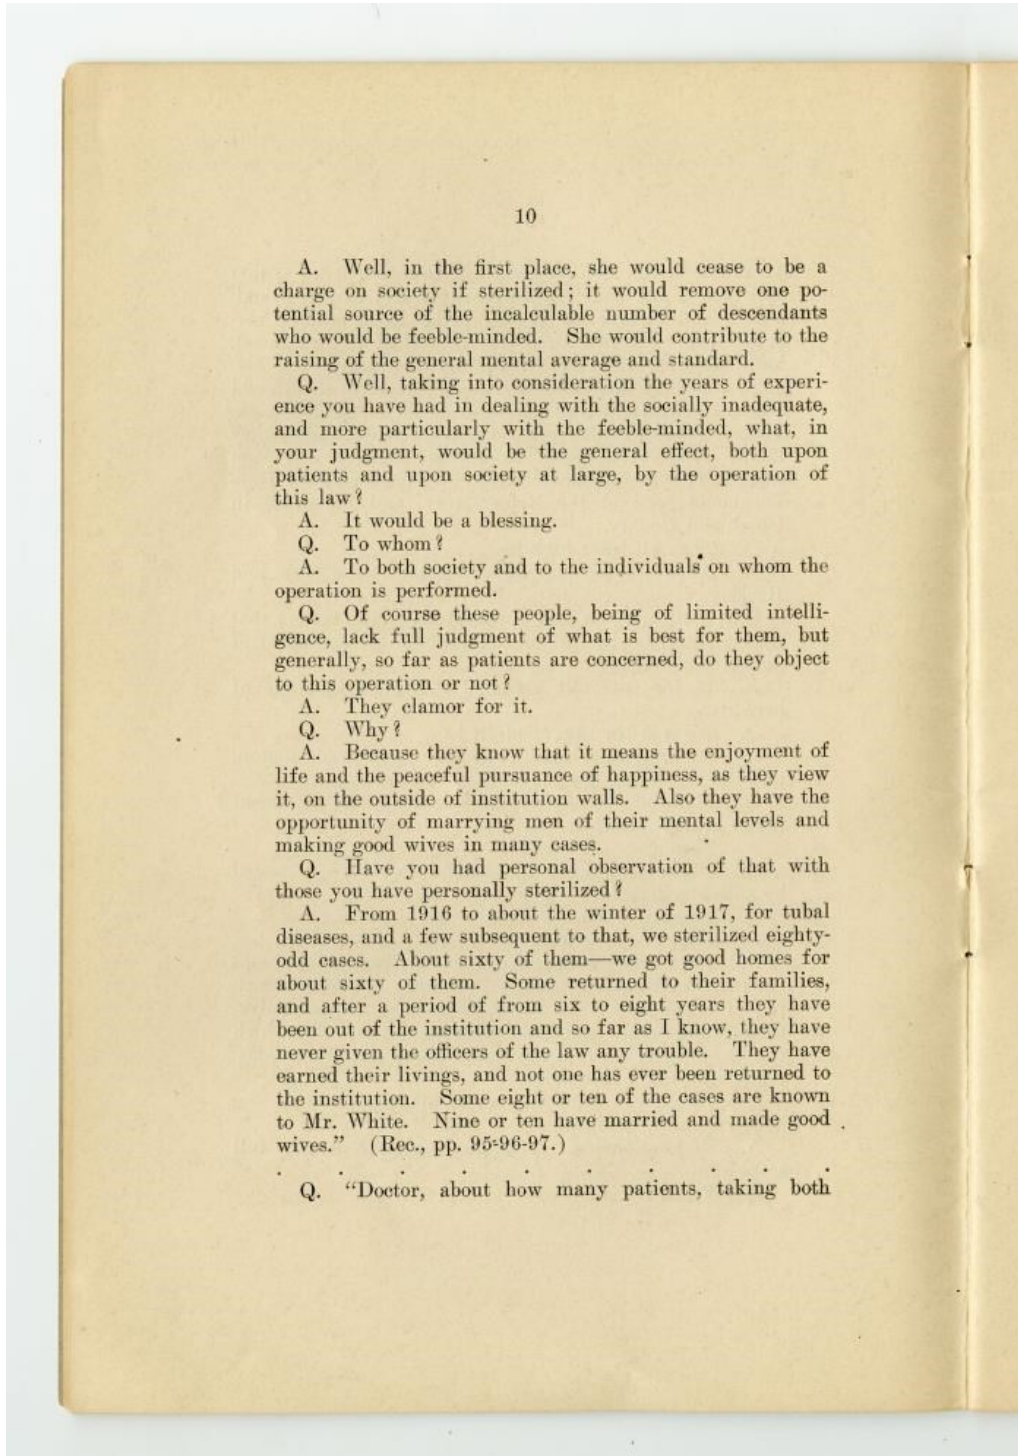 10
A. Well, in the first place, she would cease to be a
charge on society if sterilized; it would remove one po-
tential source of the incalculable number of descendants
who would be feeble-minded. She would contribute to the
raising of the general mental average and standard.
Q. Well, taking into consideration the years of experi-
ence you have had in dealing with the socially inadequate,
and more particularly with the feeble-minded, what, in
your judgment, would be the general effect, both upon
patients and upon society at large, by the operation of
this law?
A. It would be a blessing.
Q. To whom?
A. To both society and to the individuals on whom the
operation is performed.
Q. Of course these people, being of limited intelli-
gence, lack full judgment of what is best for them, but
generally, so far as patients are concerned, do they object
to this operation or not?
A. They clamor for it.
Q. Why?
A. Because they know that it means the enjoyment of
life and the peaceful pursuance of happiness, as they view
it, on the outside of institution walls. Also they have the
opportunity of marrying men of their mental levels and
making good wives in many cases.
Q. Have you had personal observation of that with
those you have personally sterilized?
A. From 1916 to about the winter of 1917, for tubal
diseases, and a few subsequent to that, we sterilized eighty-
odd cases. About sixty of them—we got good homes for
about sixty of them. Some returned to their families,
and after a period of from six to eight years they have
been out of the institution and so far as I know, they have
never given the officers of the law any trouble. They have
earned their livings, and not one has ever been returned to
the institution. Some eight or ten of the cases are known
to Mr. White. Nine or ten have married and made good
wives.” (Rec., pp. 95-96-97.)
. . . . . . . . . .
Q. “Doctor, about how many patients, taking both